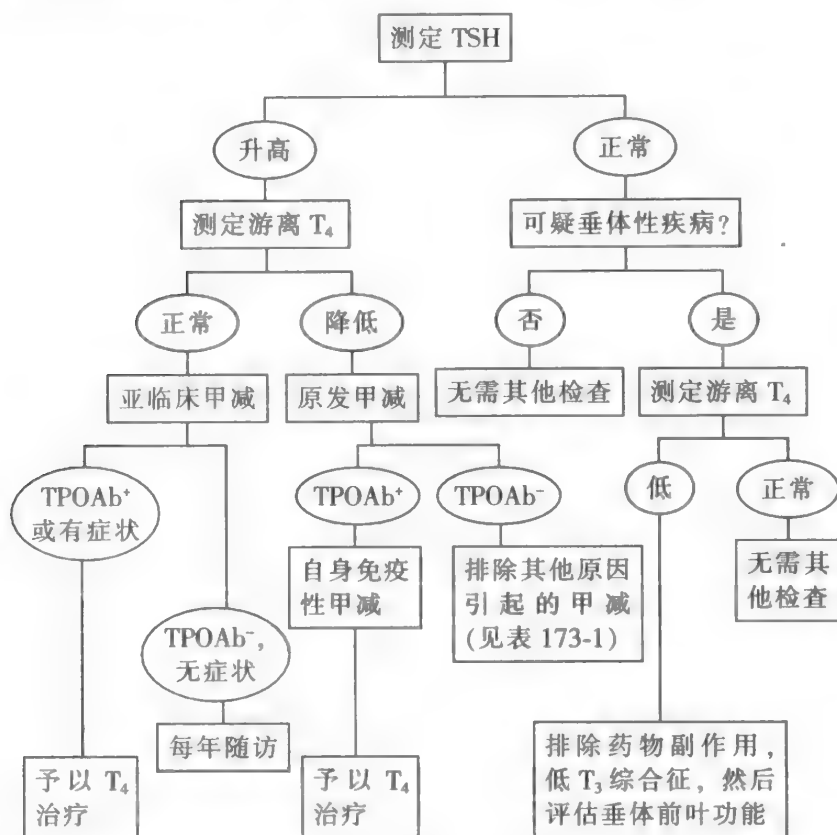 测定 TSH
升高
正常
测定游离 T₄
可疑垂体性疾病?
正常
降低
否
是
亚临床甲减
原发甲减
无需其他检查
测定游离 T₄
TPOAb⁺
或有症状
TPOAb⁺
TPOAb⁻
低
正常
自身免疫
性甲减
排除其他原因
引起的甲减
(见表 173-1)
无需其
他检查
TPOAb⁻,
无症状
每年随访
予以 T₄
治疗
予以 T₄
治疗
排除药物副作用,
低 T₃ 综合征, 然后
评估垂体前叶功能